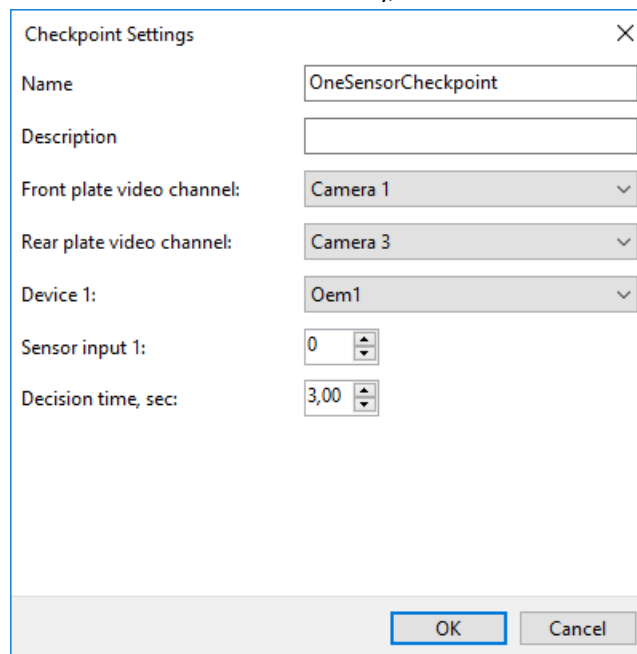 Checkpoint Settings
Name OneSensorCheckpoint
Description
Front plate video channel: Camera 1
Rear plate video channel: Camera 3
Device 1: Oem1
Sensor input 1: 0
Decision time, sec: 3,00
OK Cancel